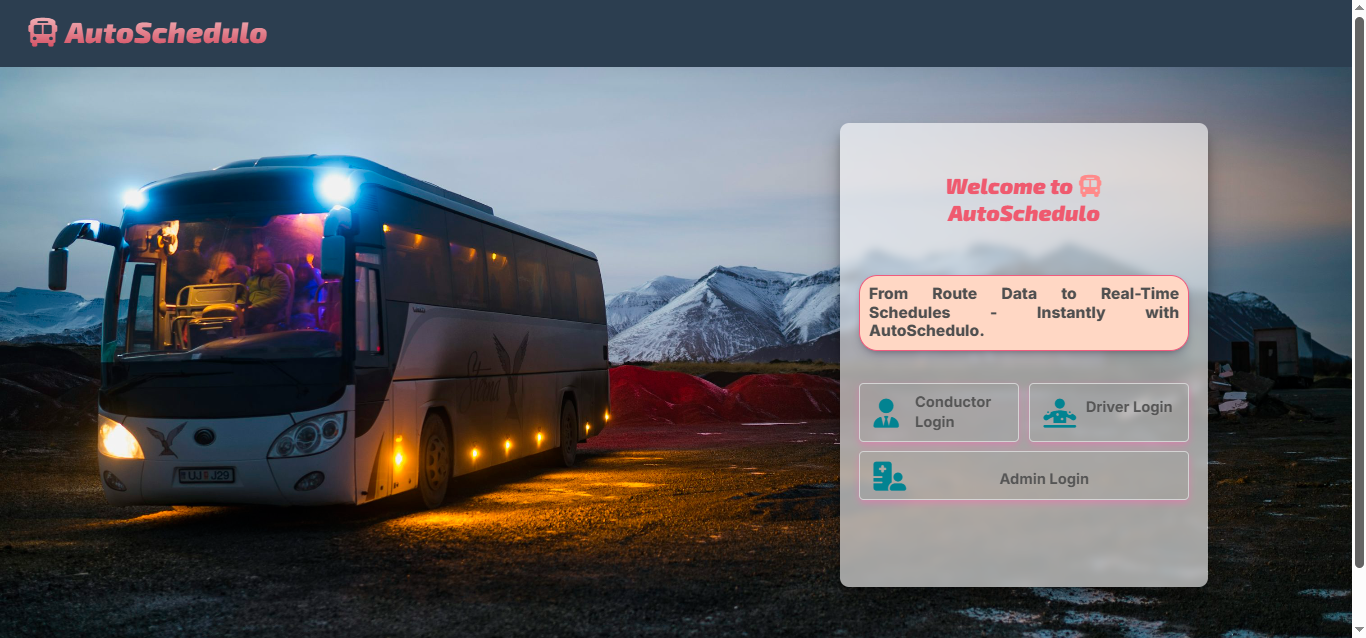 AutoSchedulo
Welcome to
AutoSchedulo
From Route Data to Real-Time
Schedules - Instantly with
AutoSchedulo.
Conductor
Login
Driver Login
Admin Login